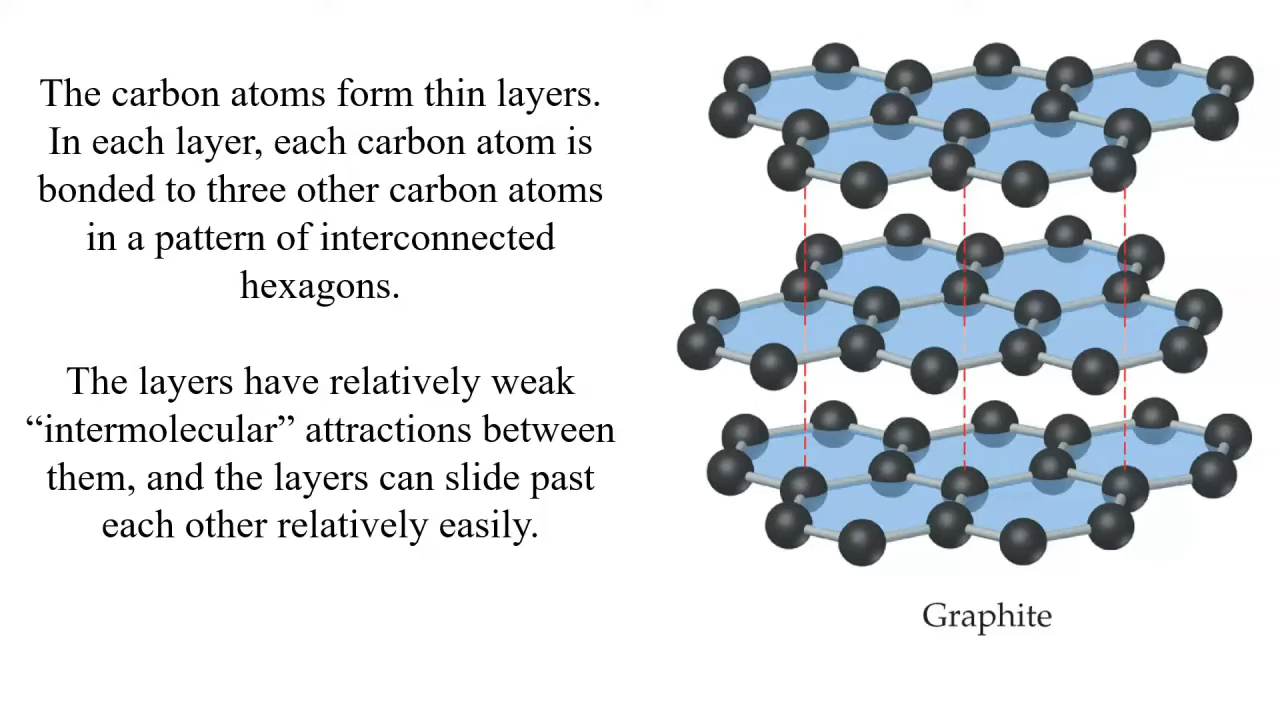 The carbon atoms form thin layers.
In each layer, each carbon atom is
bonded to three other carbon atoms
in a pattern of interconnected
hexagons.
The layers have relatively weak
“intermolecular” attractions between
them, and the layers can slide past
each other relatively easily.
Graphite